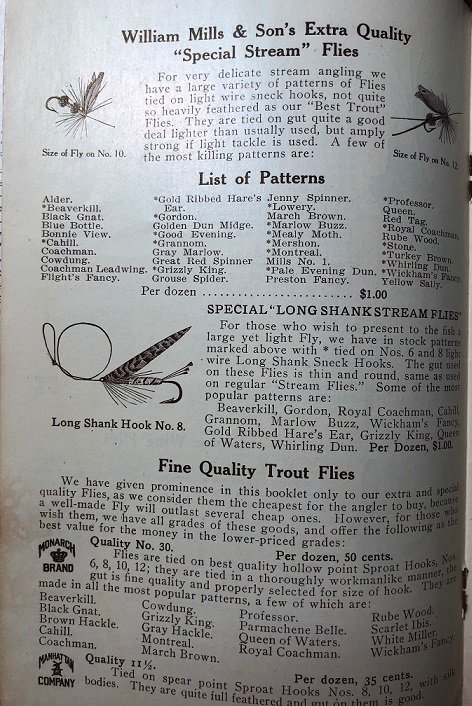 William Mills & Son's Extra Quality
"Special Stream" Flies
For very delicate stream angling we
have a large variety of patterns of Flies
tied on light wire sneck hooks, not quite
so heavily feathered as our "Best Trout"
Flies. They are tied on gut quite a good
deal lighter than usually used, but amply
strong if light tackle is used. A few of
the most killing patterns are:
Size of Fly on No. 10.
Size of Fly on No. 12.
List of Patterns
Alder.
*Beaverkill.
Black Gnat.
Blue Bottle.
Bonnie View.
*Cahill.
Coachman.
Cowdung.
Coachman Leadwing.
Flight's Fancy.
*Gold Ribbed Hare's
Ear.
*Gordon.
Golden Dun Midge.
*Good Evening.
*Grannom.
Gray Marlow.
Great Red Spinner
*Grizzly King.
Grouse Spider.
Jenny Spinner.
*Lowery.
March Brown.
*Marlow Buzz.
*Mealy Moth.
*Mershon.
*Montreal.
Mills No. 1.
*Pale Evening Dun.
Preston Fancy.
*Professor.
Queen.
Red Tag.
*Royal Coachman.
Rube Wood.
*Stone.
*Turkey Brown.
*Whirling Dun.
*Wickham's Fancy.
Yellow Sally.
Per dozen ........................ $1.00
SPECIAL "LONG SHANK STREAM FLIES"
For those who wish to present to the fish a
large yet light Fly, we have in stock patterns
marked above with * tied on Nos. 6 and 8 light
wire Long Shank Sneck Hooks. The gut used
on these Flies is thin and round, same as used
on regular "Stream Flies." Some of the most
popular patterns are:
Beaverkill, Gordon, Royal Coachman, Cahill,
Grannom, Marlow Buzz, Wickham's Fancy,
Gold Ribbed Hare's Ear, Grizzly King, Queen
of Waters, Whirling Dun. Per Dozen, $1.00.
Long Shank Hook No. 8.
Fine Quality Trout Flies
We have given prominence in this booklet only to our extra and special
quality Flies, as we consider them the cheapest for the angler to buy, because
a well-made Fly will outlast several cheap ones. However, for those who
wish them, we have all grades of these goods, and offer the following as the
best value for the money in the lower-priced grades:
MONARCH
BRAND
Quality No. 30. Per dozen, 50 cents.
Flies are tied on best quality hollow point Sproat Hooks, Nos.
6, 8, 10, 12; they are tied in a thoroughly workmanlike manner, the
gut is fine quality and properly selected for size of hook. They are
made in all the most popular patterns, a few of which are:
Beaverkill.
Black Gnat.
Brown Hackle.
Cahill.
Coachman.
Cowdung.
Grizzly King.
Gray Hackle.
Montreal.
March Brown.
Professor.
Parmachene Belle.
Queen of Waters.
Royal Coachman.
Rube Wood.
Scarlet Ibis.
White Miller.
Wickham's Fancy.
MANHATTAN
COMPANY
Quality 11½. Per dozen, 35 cents.
Tied on spear point Sproat Hooks Nos. 8, 10, 12, with silk
bodies. They are quite full feathered and gut on them is good.